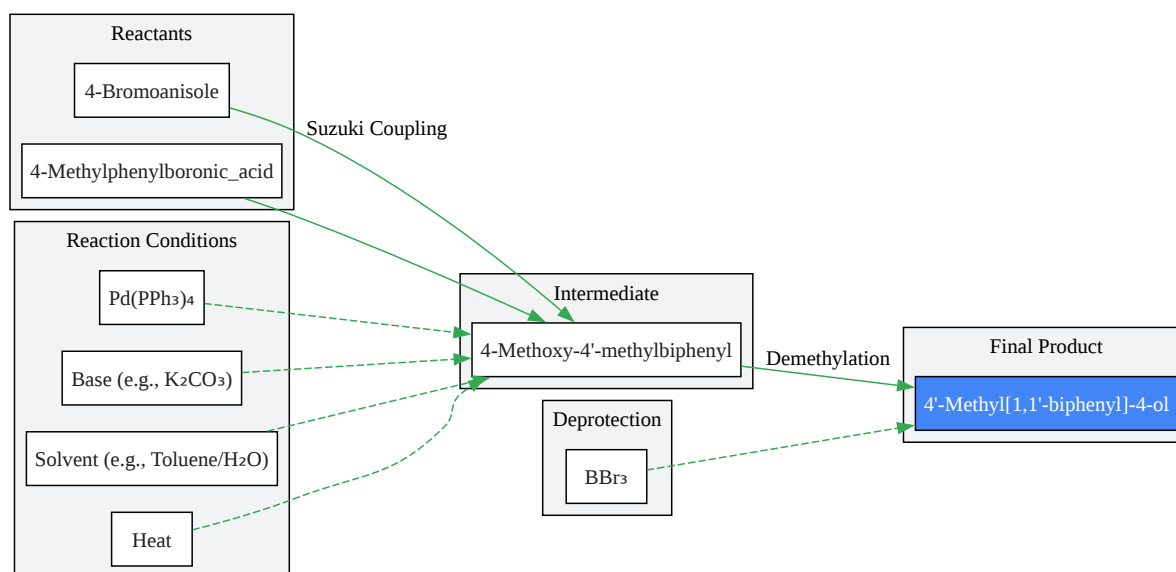 Reactants
4-Bromoanisole
Suzuki Coupling
4-Methylphenylboronic_acid
Reaction Conditions
Pd(PPh₃)₄
Base (e.g., K₂CO₃)
Solvent (e.g., Toluene/H₂O)
Heat
Intermediate
4-Methoxy-4'-methylbiphenyl
Demethylation
Deprotection
BBr₃
Final Product
4'-Methyl[1,1'-biphenyl]-4-ol